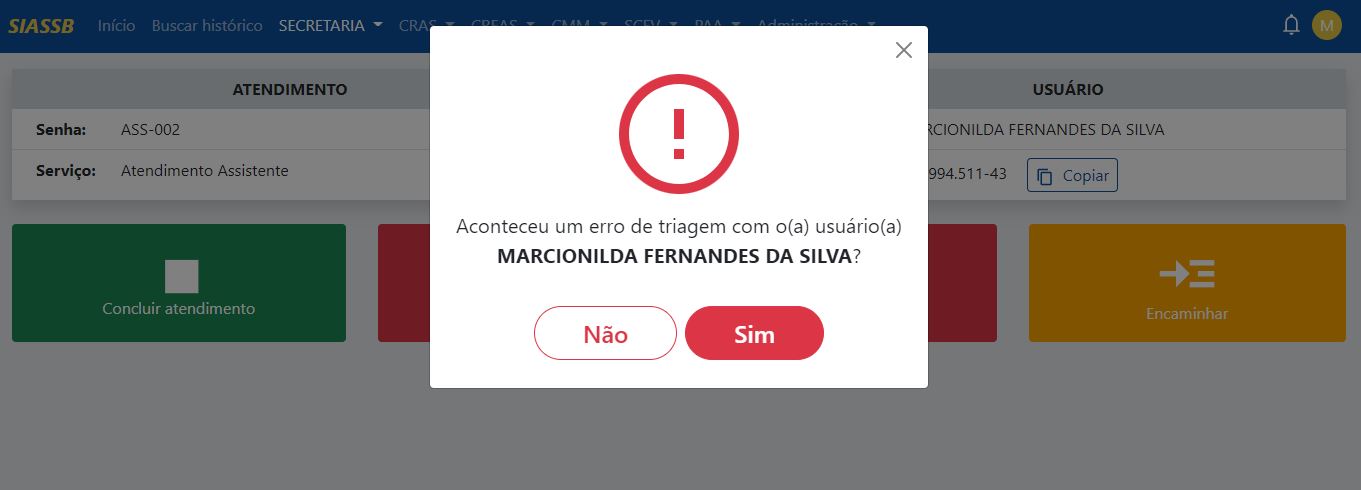 SIASSB Início Buscar histórico SECRETARIA CRAS CREAS CMM SCFV PAA Administração M
ATENDIMENTO USUÁRIO
Senha: ASS-002 RCIONILDA FERNANDES DA SILVA
Serviço: Atendimento Assistente 994.511-43 Copiar
Aconteceu um erro de triagem com o(a) usuário(a)
MARCIONILDA FERNANDES DA SILVA?
Não Sim
Concluir atendimento Encaminhar